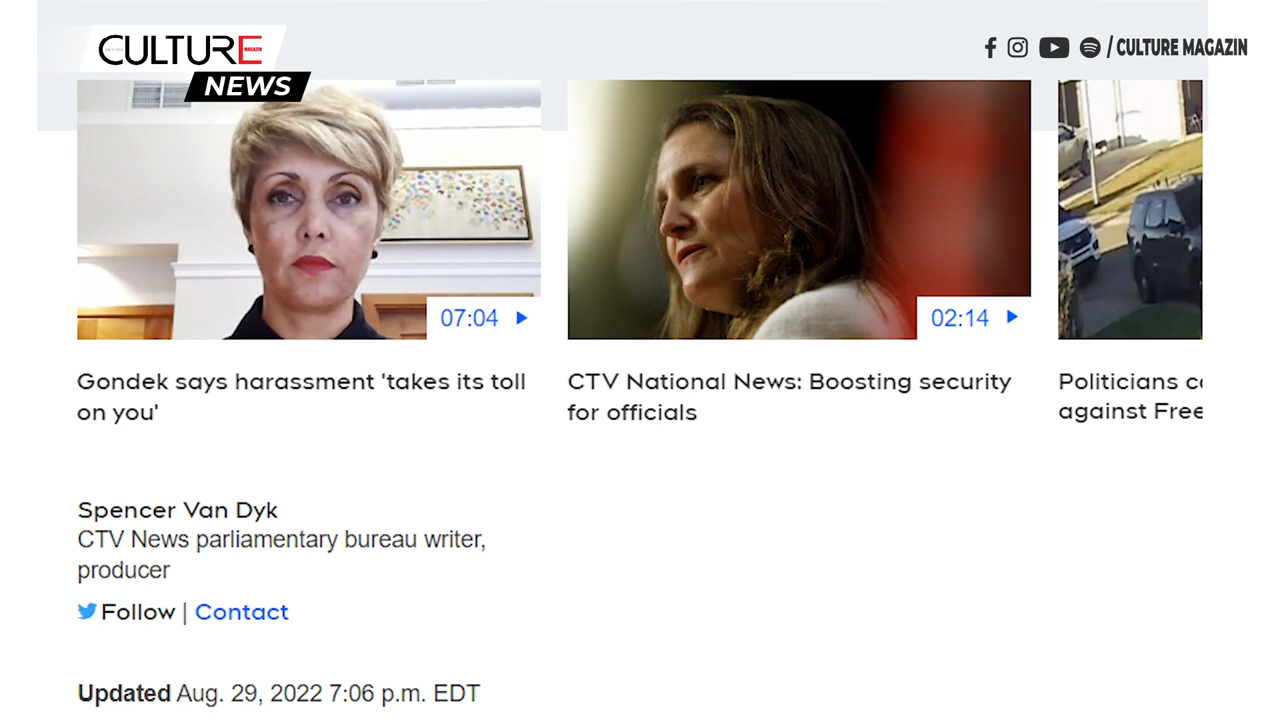 CULTURE
MAGAZIN
NEWS
/ CULTURE MAGAZIN
07:04
02:14
Gondek says harassment 'takes its toll
on you'
CTV National News: Boosting security
for officials
Politicians
against
Spencer Van Dyk
CTV News parliamentary bureau writer,
producer
Follow | Contact
Updated Aug. 29, 2022 7:06 p.m. EDT